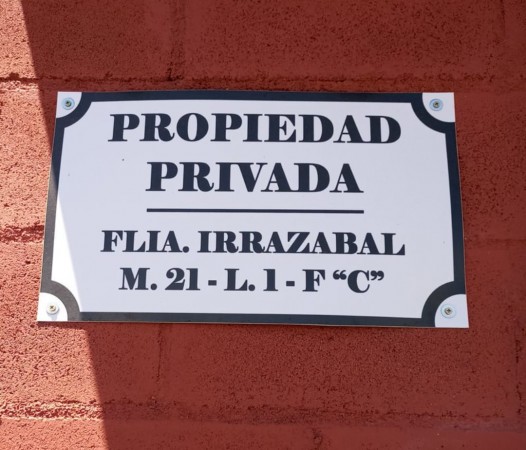 PROPIEDAD
PRIVADA
FLIA. IRRAZABAL
M. 21 - L. 1 - F “C”